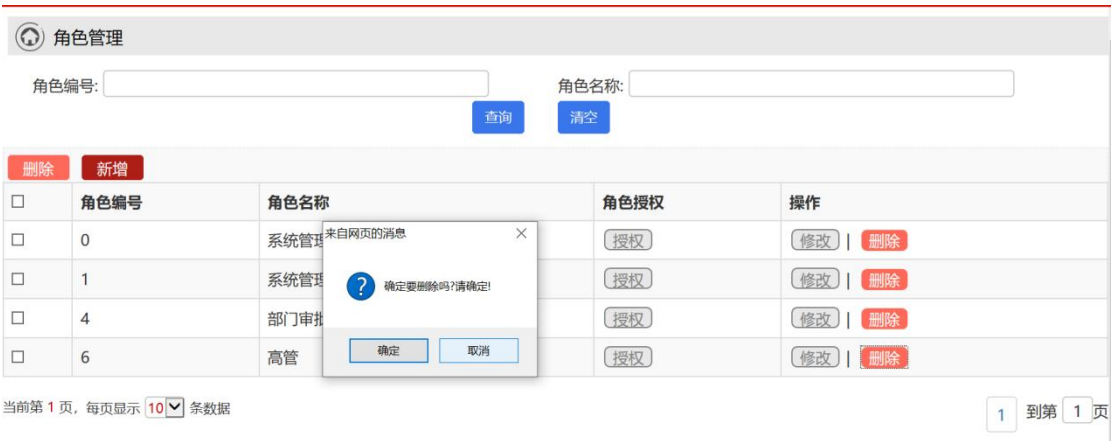 角色管理
角色编号: 角色名称:
查询 清空
删除 新增
角色编号 角色名称 角色授权 操作
0 系统管理 授权 修改 | 删除
来自网页的消息
1 系统管理 授权 修改 | 删除
确定要删除吗?请确定!
4 部门审批 授权 修改 | 删除
6 高管 授权 修改 | 删除
确定 取消
当前第 1 页, 每页显示 10 条数据
1 到第 1 页